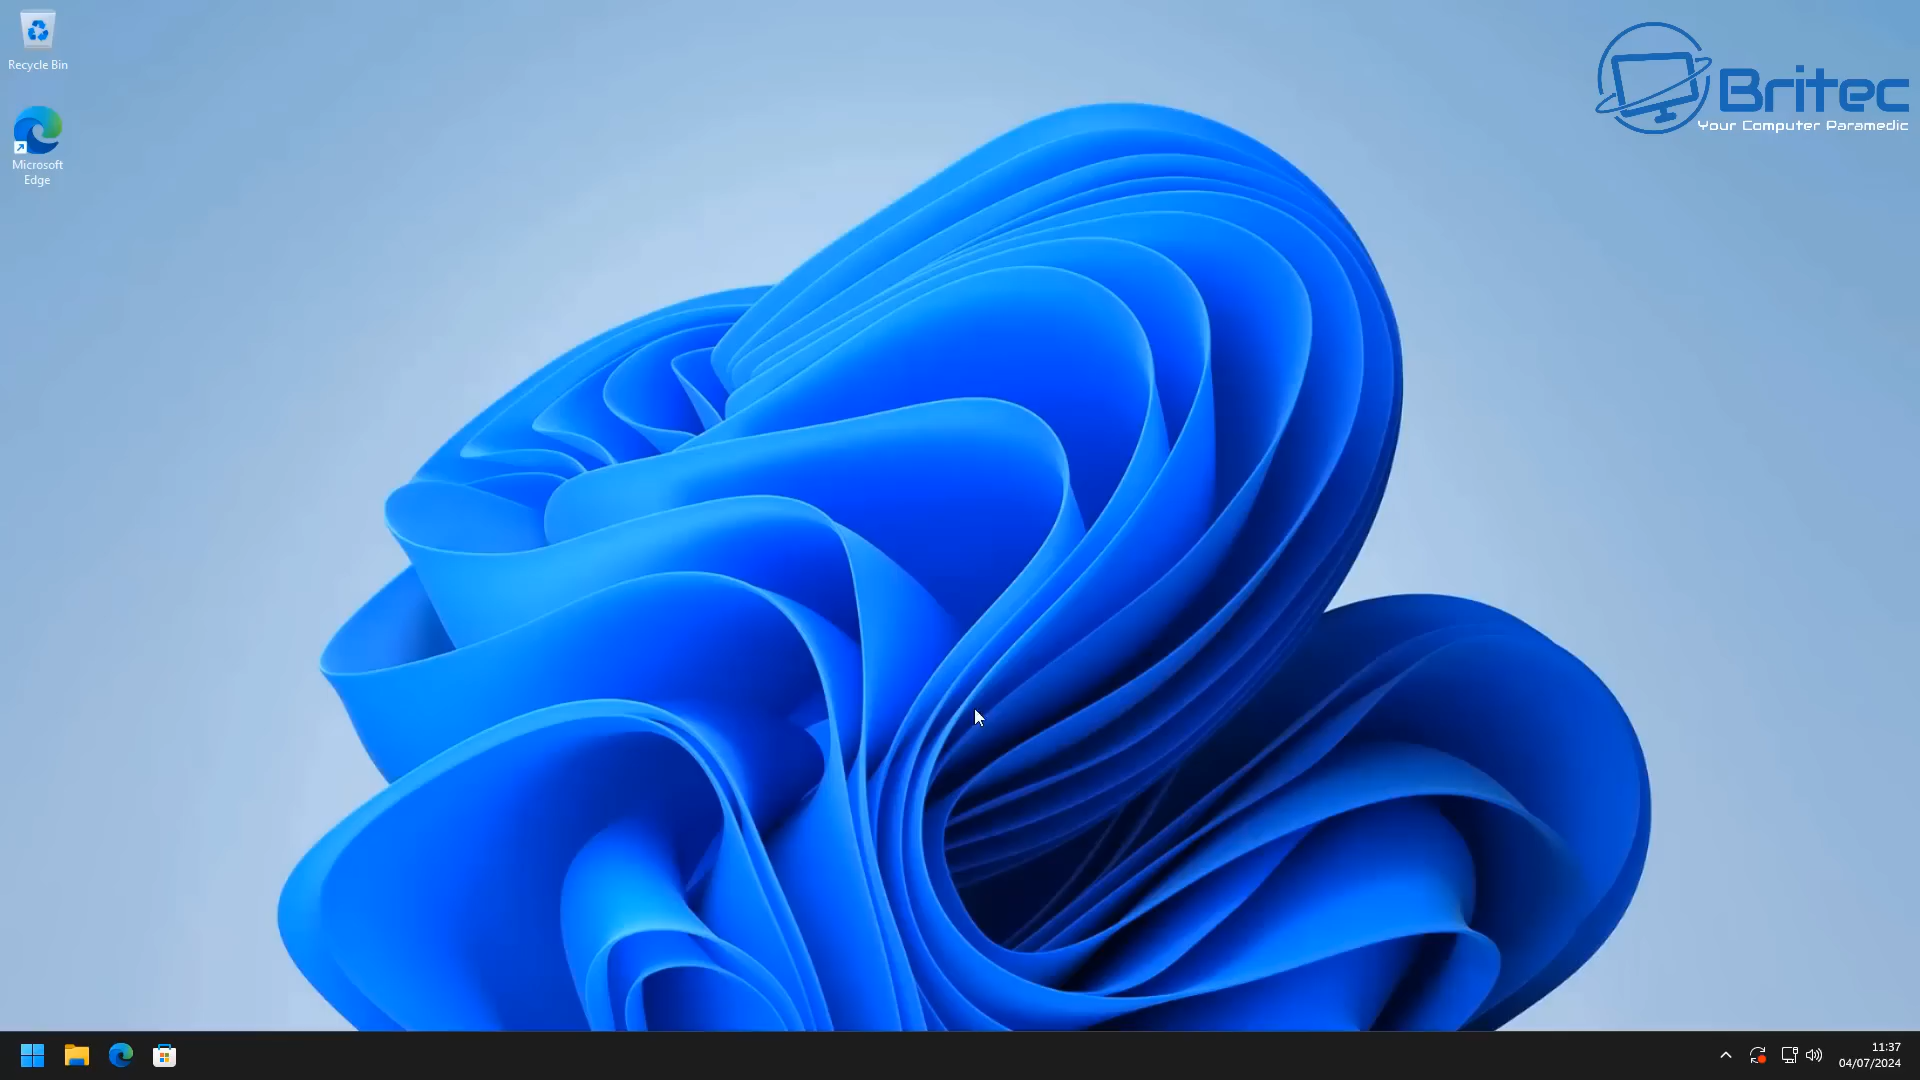 Recycle Bin
Microsoft
Edge
Britec
Your Computer Paramedic
11:37
04/07/2024